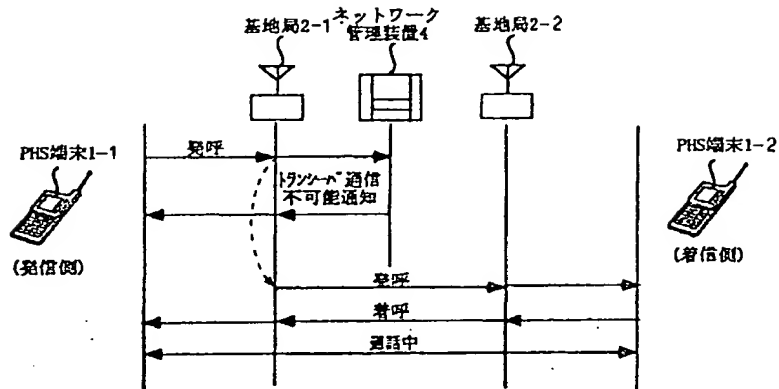 基地局2-1
ネットワーク
管理装置4
基地局2-2
PHS端末1-1
PHS端末1-2
発呼
トランシーバ通信
不可能通知
(発信側)
(着信側)
発呼
着呼
通話中